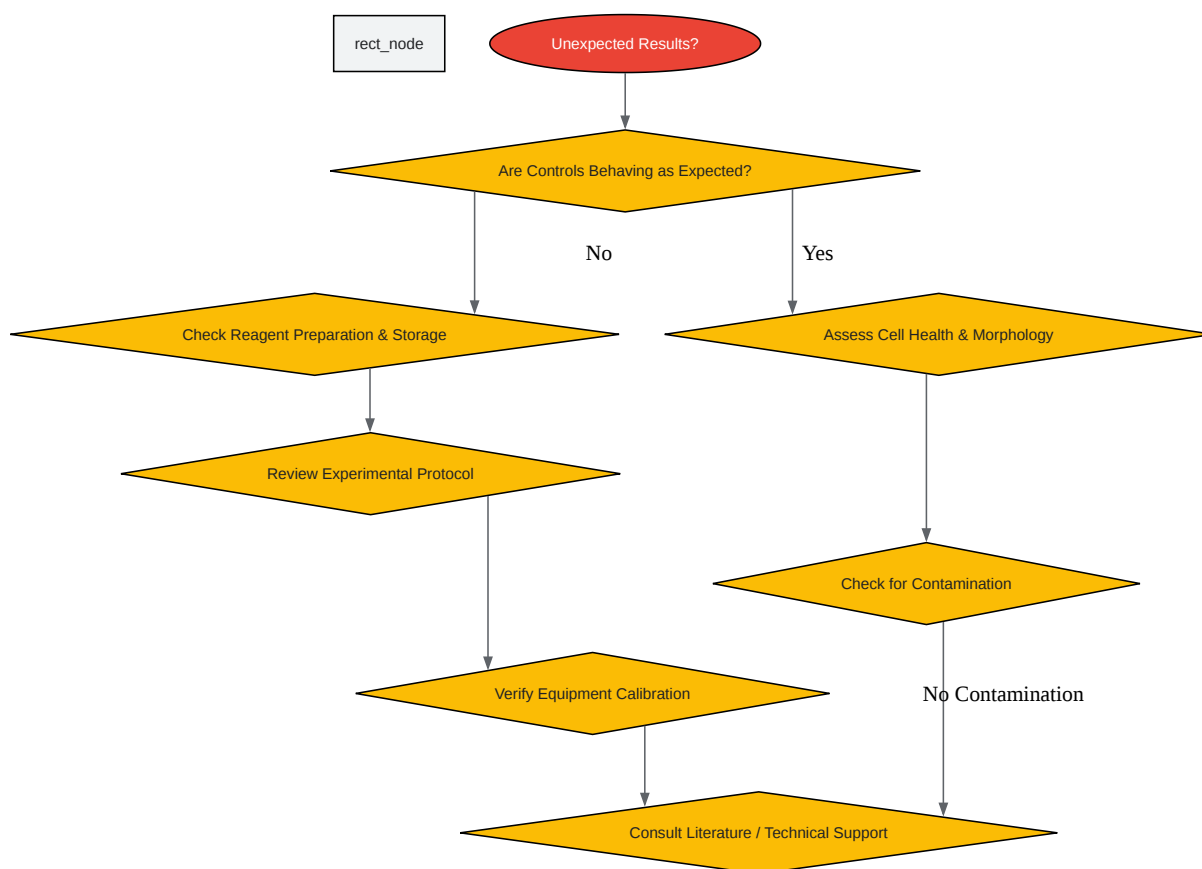 rect_node
Unexpected Results?
Are Controls Behaving as Expected?
No
Yes
Check Reagent Preparation & Storage
Assess Cell Health & Morphology
Review Experimental Protocol
Check for Contamination
Verify Equipment Calibration
No Contamination
Consult Literature / Technical Support